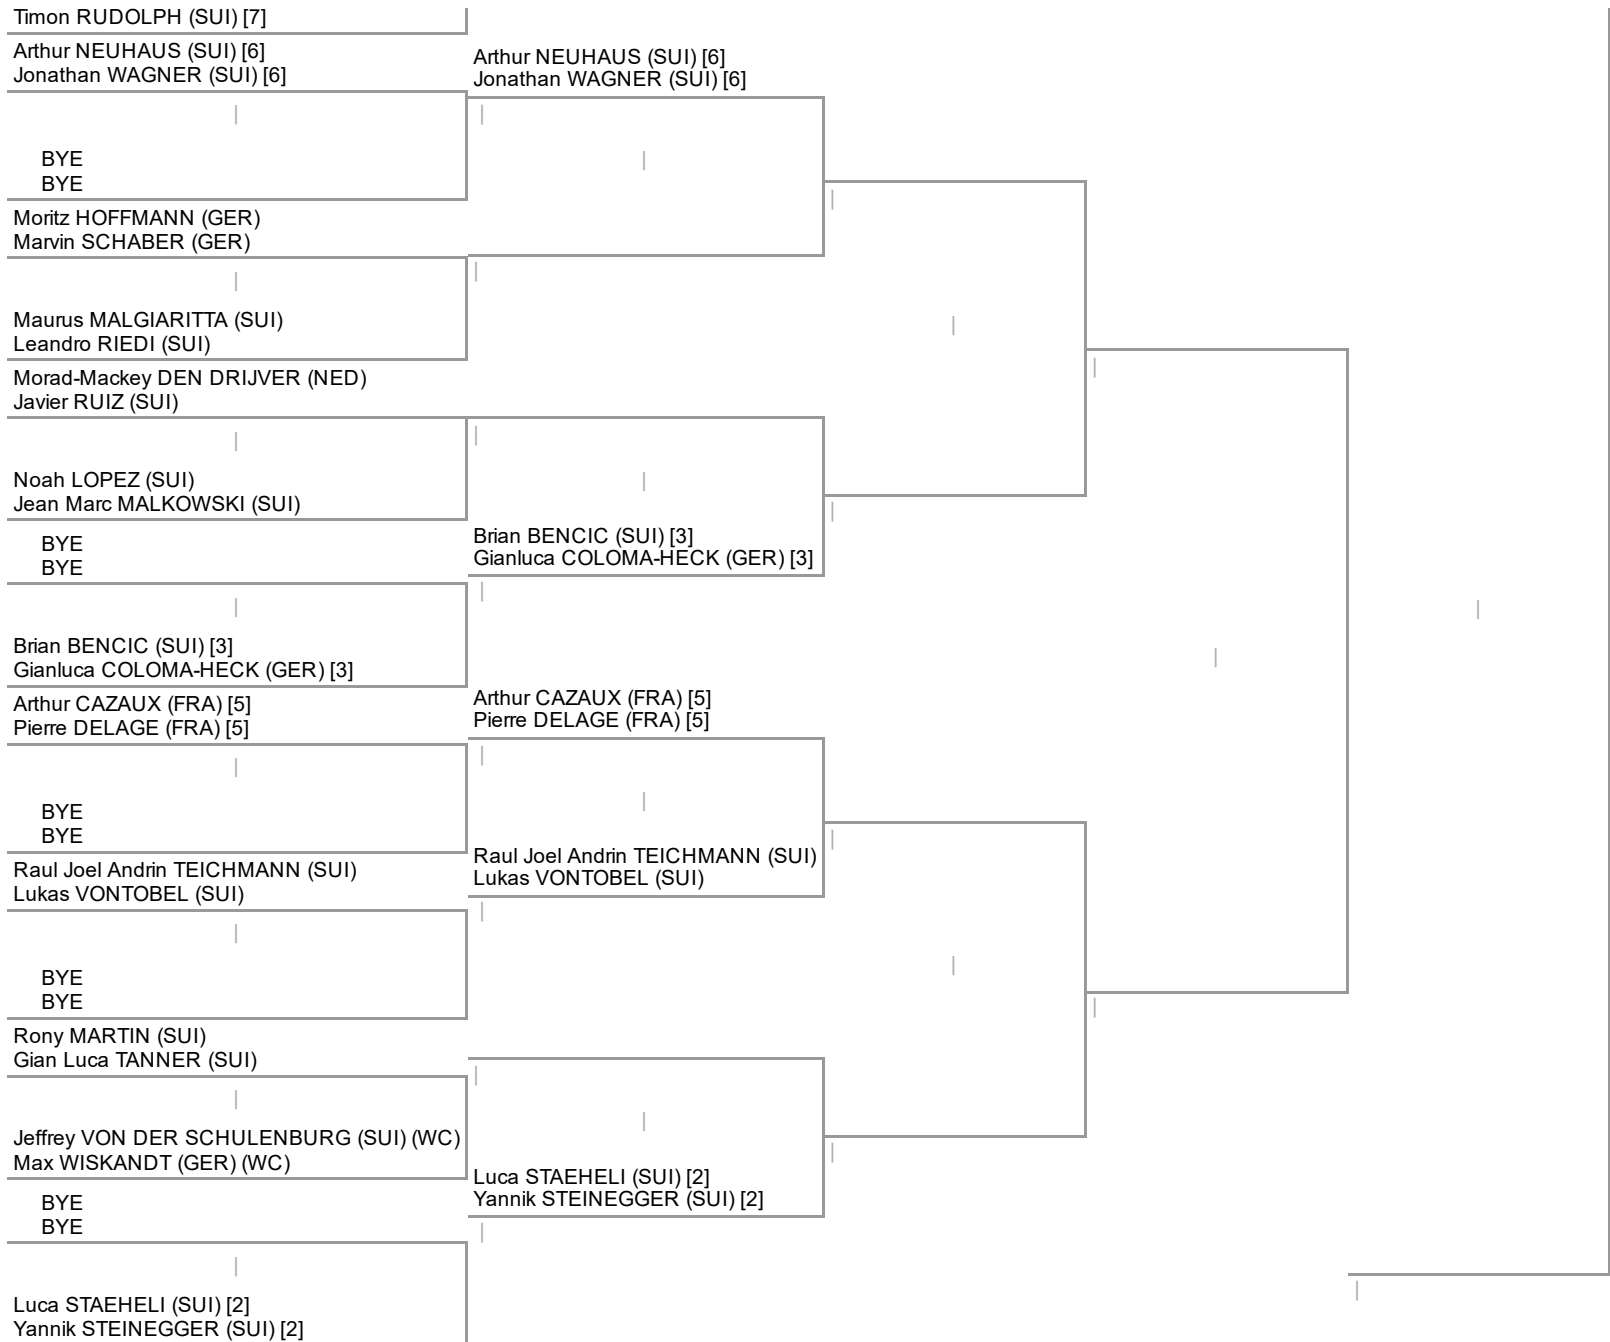 Timon RUDOLPH (SUI) [7]
Arthur NEUHAUS (SUI) [6]
Jonathan WAGNER (SUI) [6]
BYE
BYE
Moritz HOFFMANN (GER)
Marvin SCHABER (GER)
Maurus MALGIARITTA (SUI)
Leandro RIEDI (SUI)
Morad-Mackey DEN DRIJVER (NED)
Javier RUIZ (SUI)
Noah LOPEZ (SUI)
Jean Marc MALKOWSKI (SUI)
BYE
BYE
Brian BENCIC (SUI) [3]
Gianluca COLOMA-HECK (GER) [3]
Arthur CAZAUX (FRA) [5]
Pierre DELAGE (FRA) [5]
BYE
BYE
Raul Joel Andrin TEICHMANN (SUI)
Lukas VONTOBEL (SUI)
BYE
BYE
Rony MARTIN (SUI)
Gian Luca TANNER (SUI)
Jeffrey VON DER SCHULENBURG (SUI) (WC)
Max WISKANDT (GER) (WC)
BYE
BYE
Luca STAEHELI (SUI) [2]
Yannik STEINEGGER (SUI) [2]
Arthur NEUHAUS (SUI) [6]
Jonathan WAGNER (SUI) [6]
Brian BENCIC (SUI) [3]
Gianluca COLOMA-HECK (GER) [3]
Arthur CAZAUX (FRA) [5]
Pierre DELAGE (FRA) [5]
Raul Joel Andrin TEICHMANN (SUI)
Lukas VONTOBEL (SUI)
Luca STAEHELI (SUI) [2]
Yannik STEINEGGER (SUI) [2]